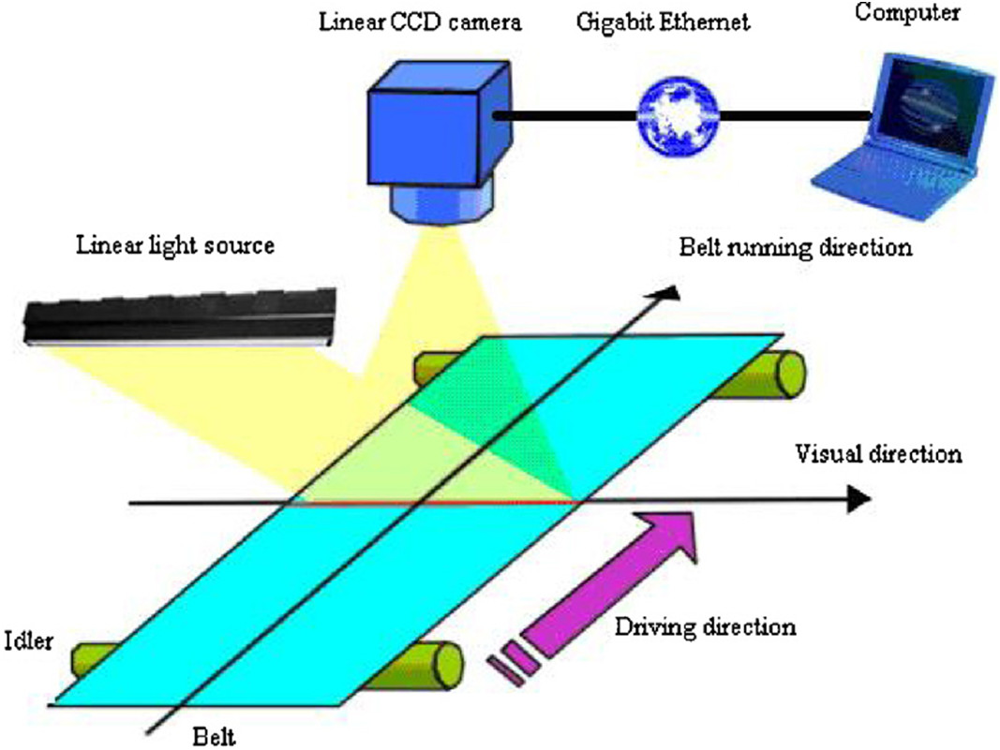 Linear CCD camera
Gigabit Ethernet
Computer
Linear light source
Belt running direction
Visual direction
Driving direction
Idler
Belt